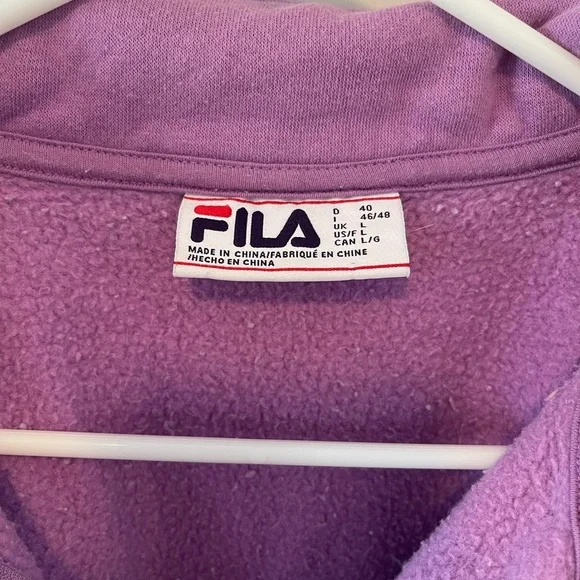 FILA
D 40
I 46/48
UK L
US/F L
CAN L/G
MADE IN CHINA/FABRIQUÉ EN CHINE
/HECHO EN CHINA